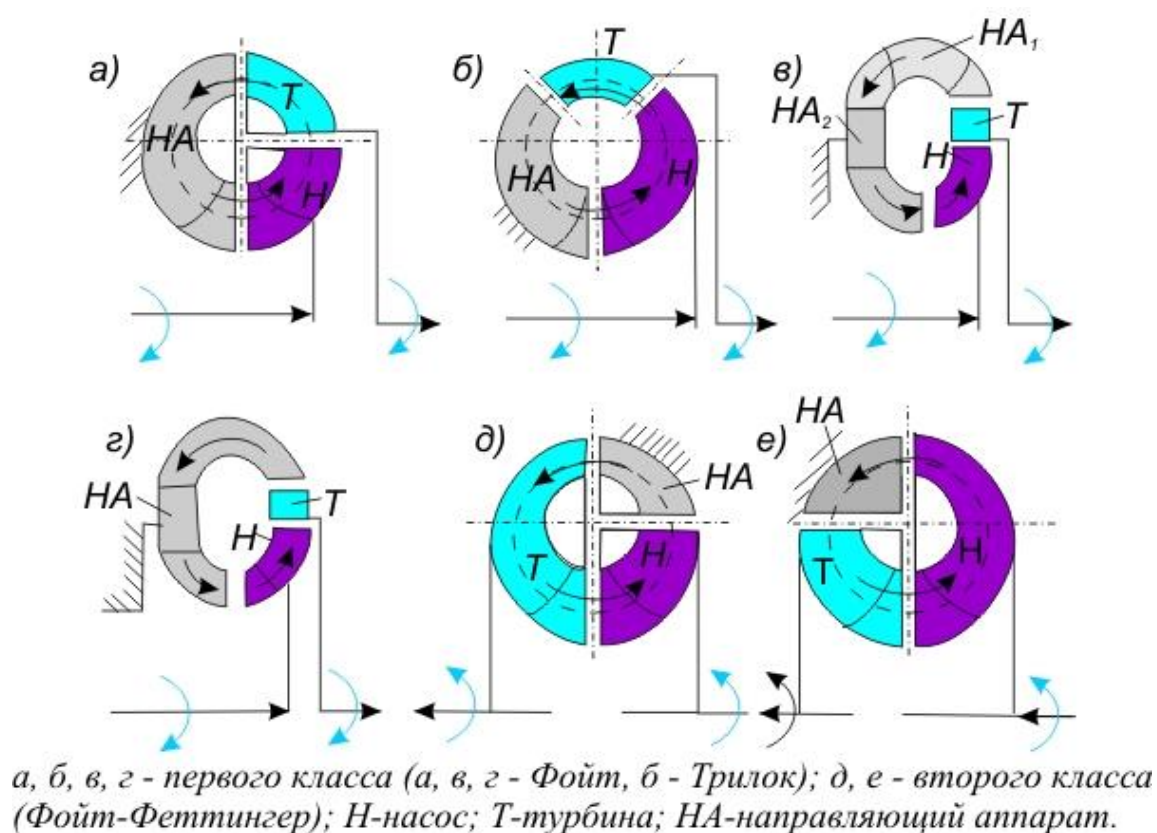 а) Т НА Н
б) Т НА Н
в) НА₁ НА₂ Т Н
г) НА Т Н
д) НА Т Н
е) НА Т Н
а, б, в, г - первого класса (а, в, г - Фойт, б - Трилок); д, е - второго класса
(Фойт-Феттингер); Н-насос; Т-турбина; НА-направляющий аппарат.